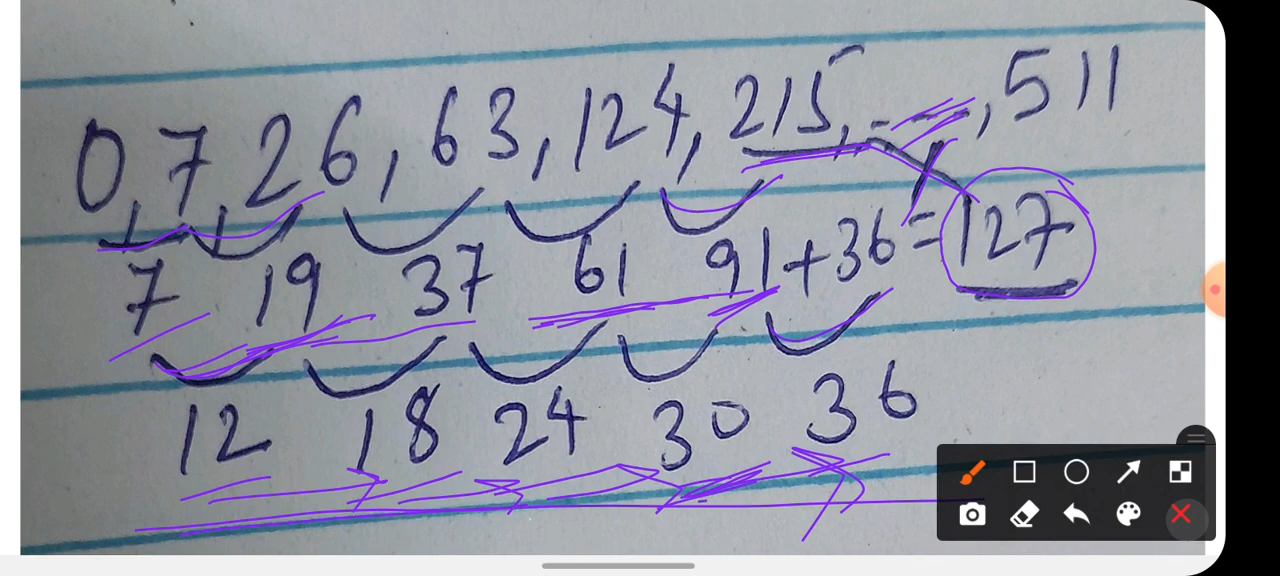 0, 7, 26, 63, 124, 215, ---, 511
7 19 37 61 91+36=127
12 18 24 30 36